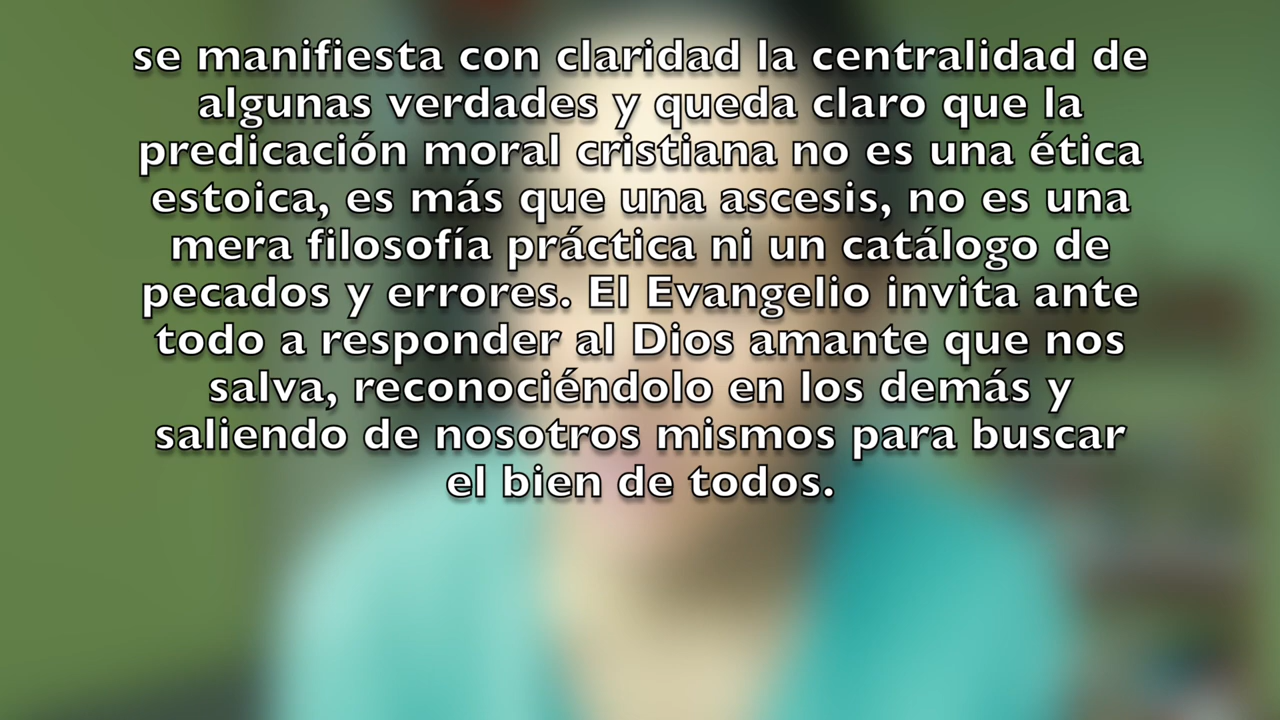 se manifiesta con claridad la centralidad de
algunas verdades y queda claro que la
predicación moral cristiana no es una ética
estoica, es más que una ascesis, no es una
mera filosofía práctica ni un catálogo de
pecados y errores. El Evangelio invita ante
todo a responder al Dios amante que nos
salva, reconociéndolo en los demás y
saliendo de nosotros mismos para buscar
el bien de todos.